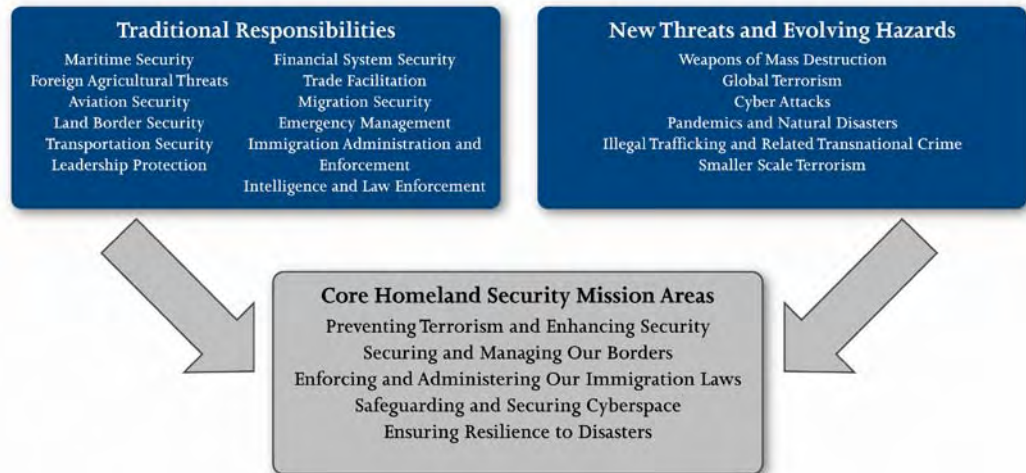 Traditional Responsibilities
Maritime Security
Foreign Agricultural Threats
Aviation Security
Land Border Security
Transportation Security
Leadership Protection
Financial System Security
Trade Facilitation
Migration Security
Emergency Management
Immigration Administration and
Enforcement
Intelligence and Law Enforcement
New Threats and Evolving Hazards
Weapons of Mass Destruction
Global Terrorism
Cyber Attacks
Pandemics and Natural Disasters
Illegal Trafficking and Related Transnational Crime
Smaller Scale Terrorism
Core Homeland Security Mission Areas
Preventing Terrorism and Enhancing Security
Securing and Managing Our Borders
Enforcing and Administering Our Immigration Laws
Safeguarding and Securing Cyberspace
Ensuring Resilience to Disasters